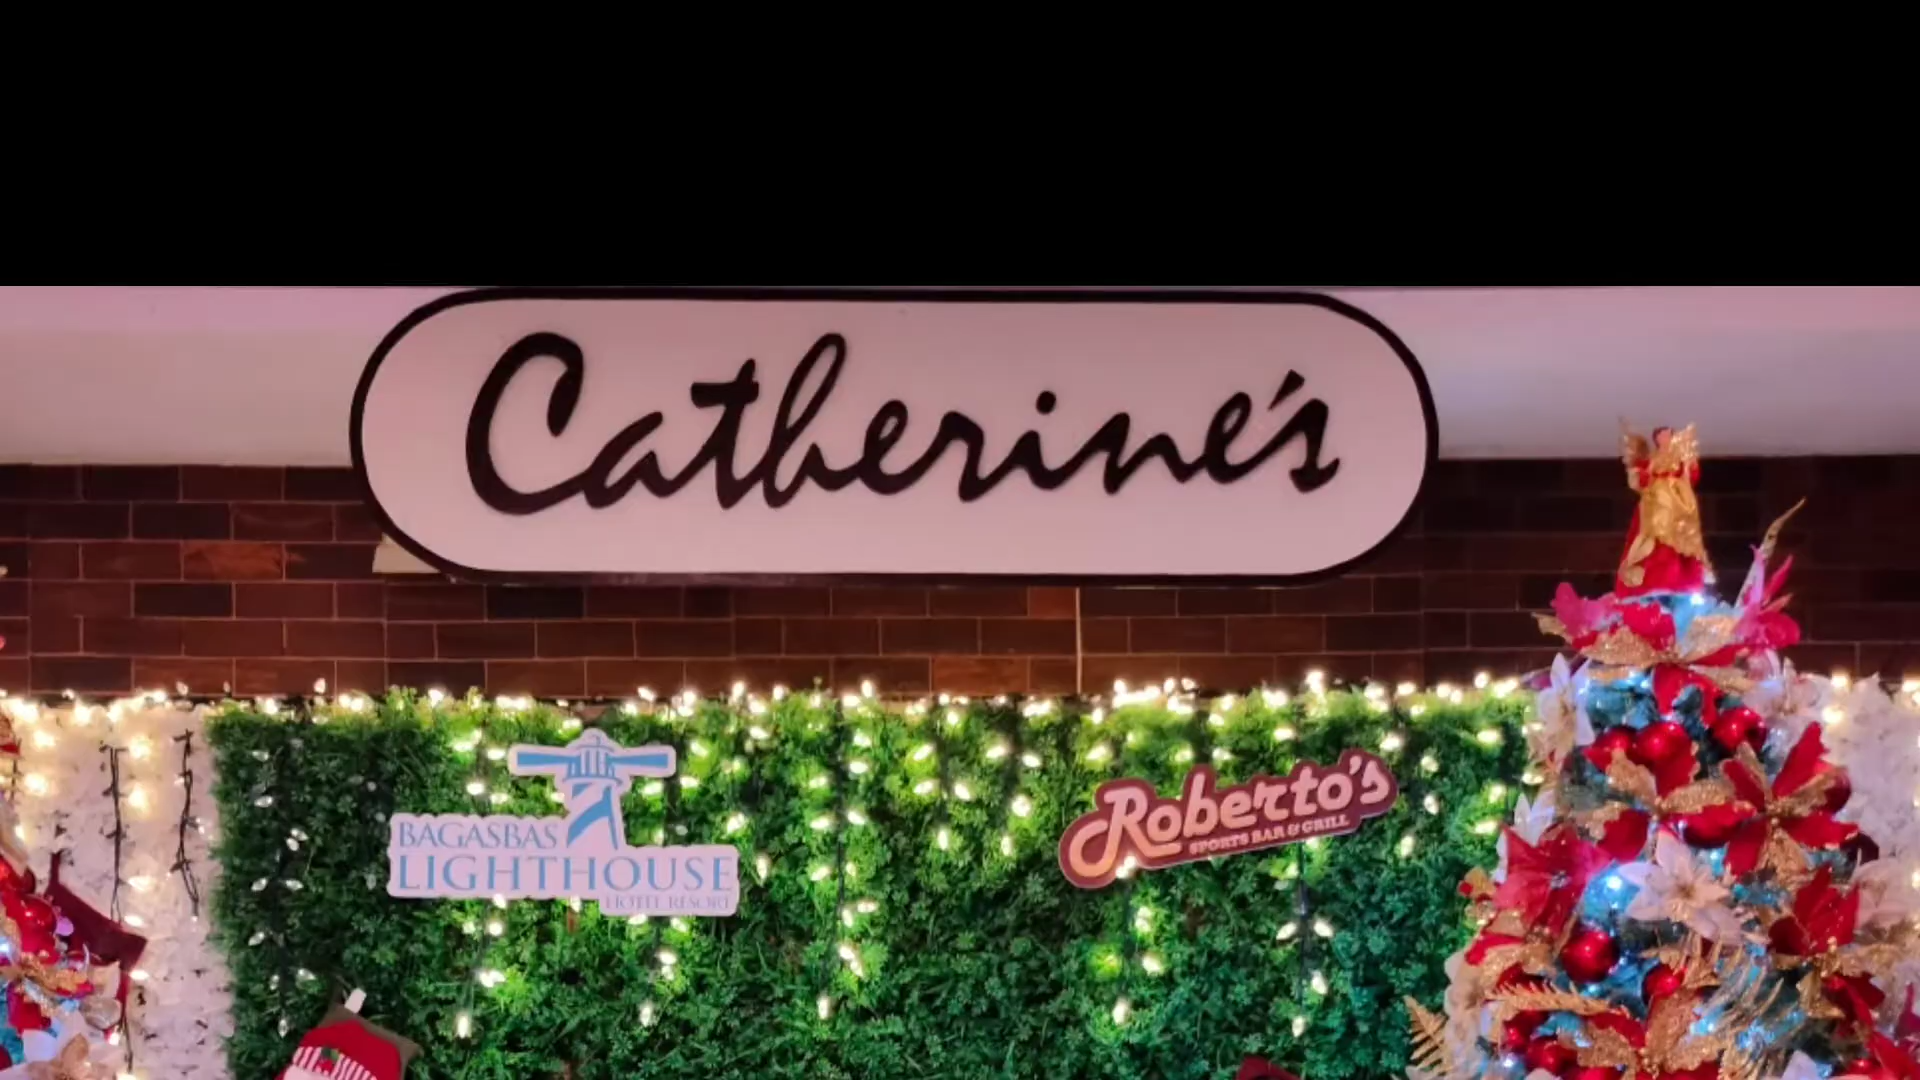 Catherine's
BAGASBAS
LIGHTHOUSE
HOTEL RESORT
Roberto's
SPORTS BAR & GRILL